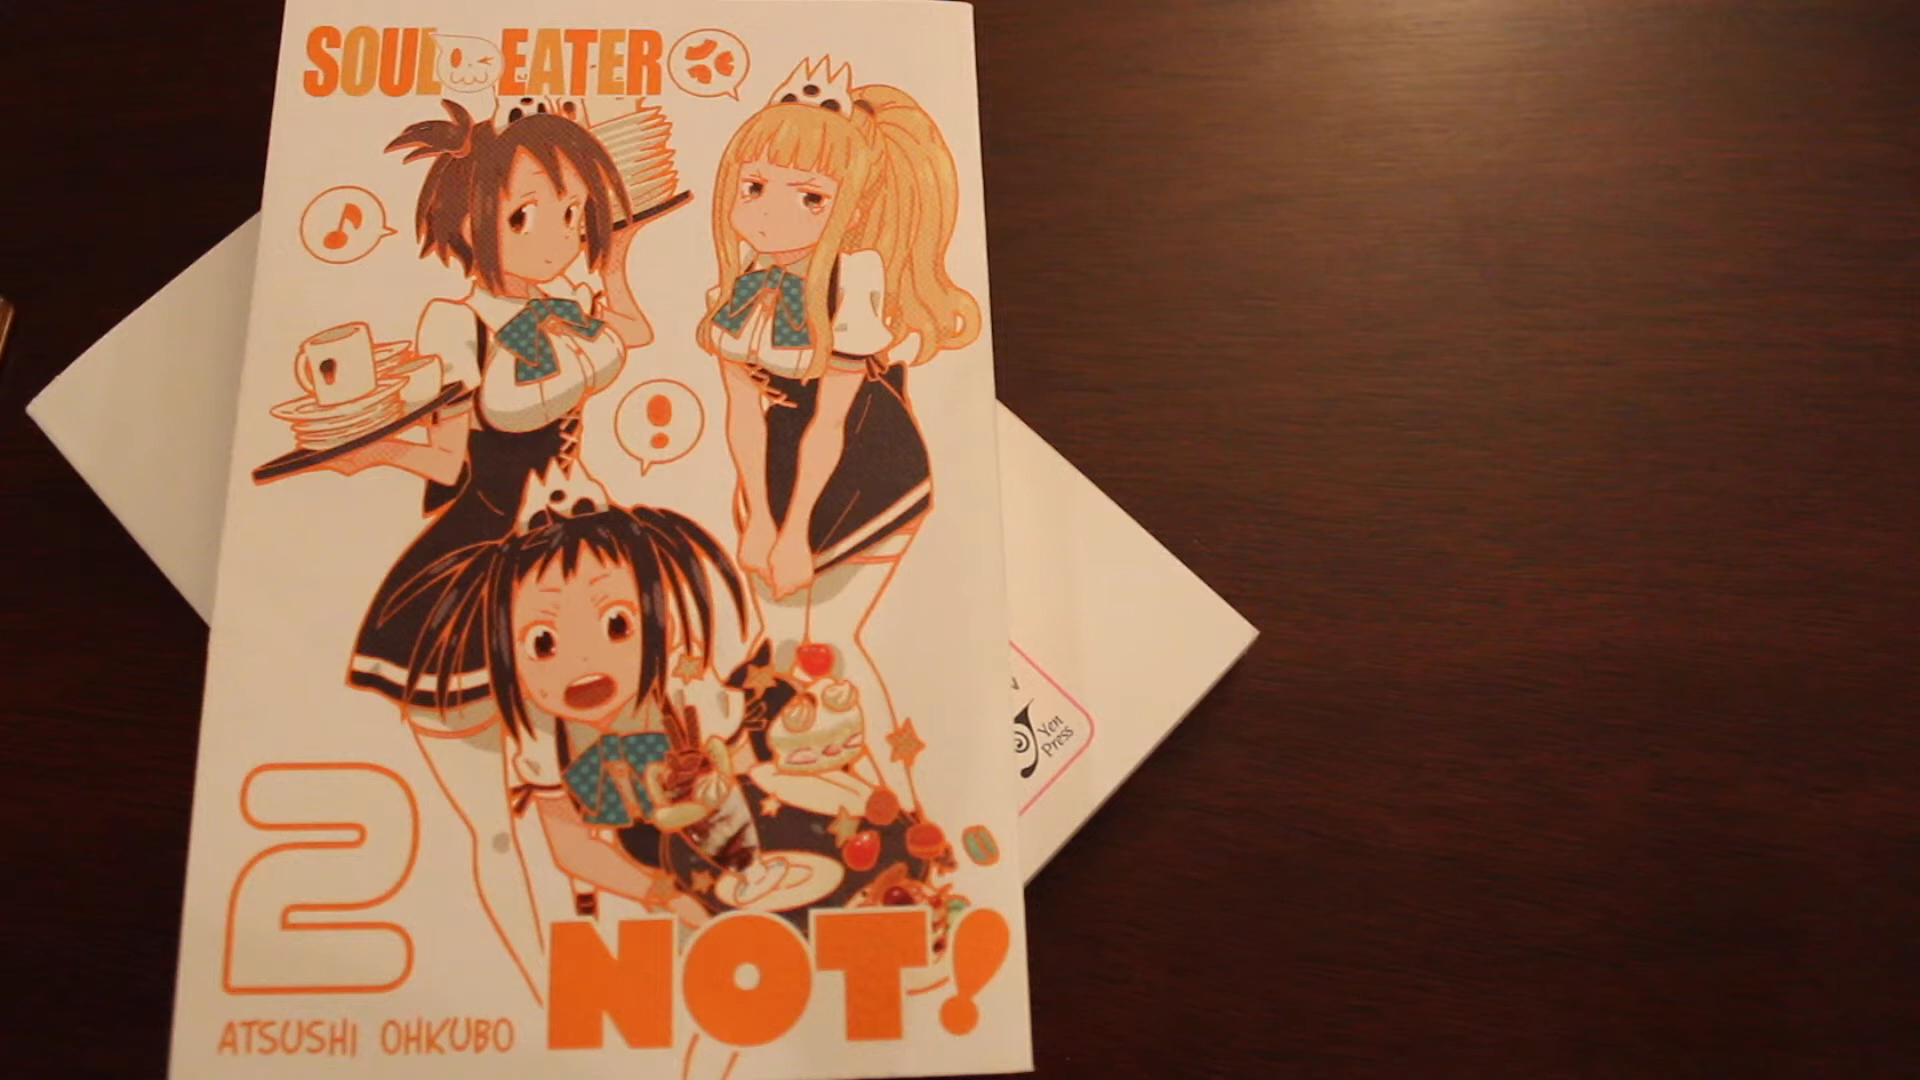 SOUL EATER
2
NOT!
ATSUSHI OHKUBO
Yen
Press